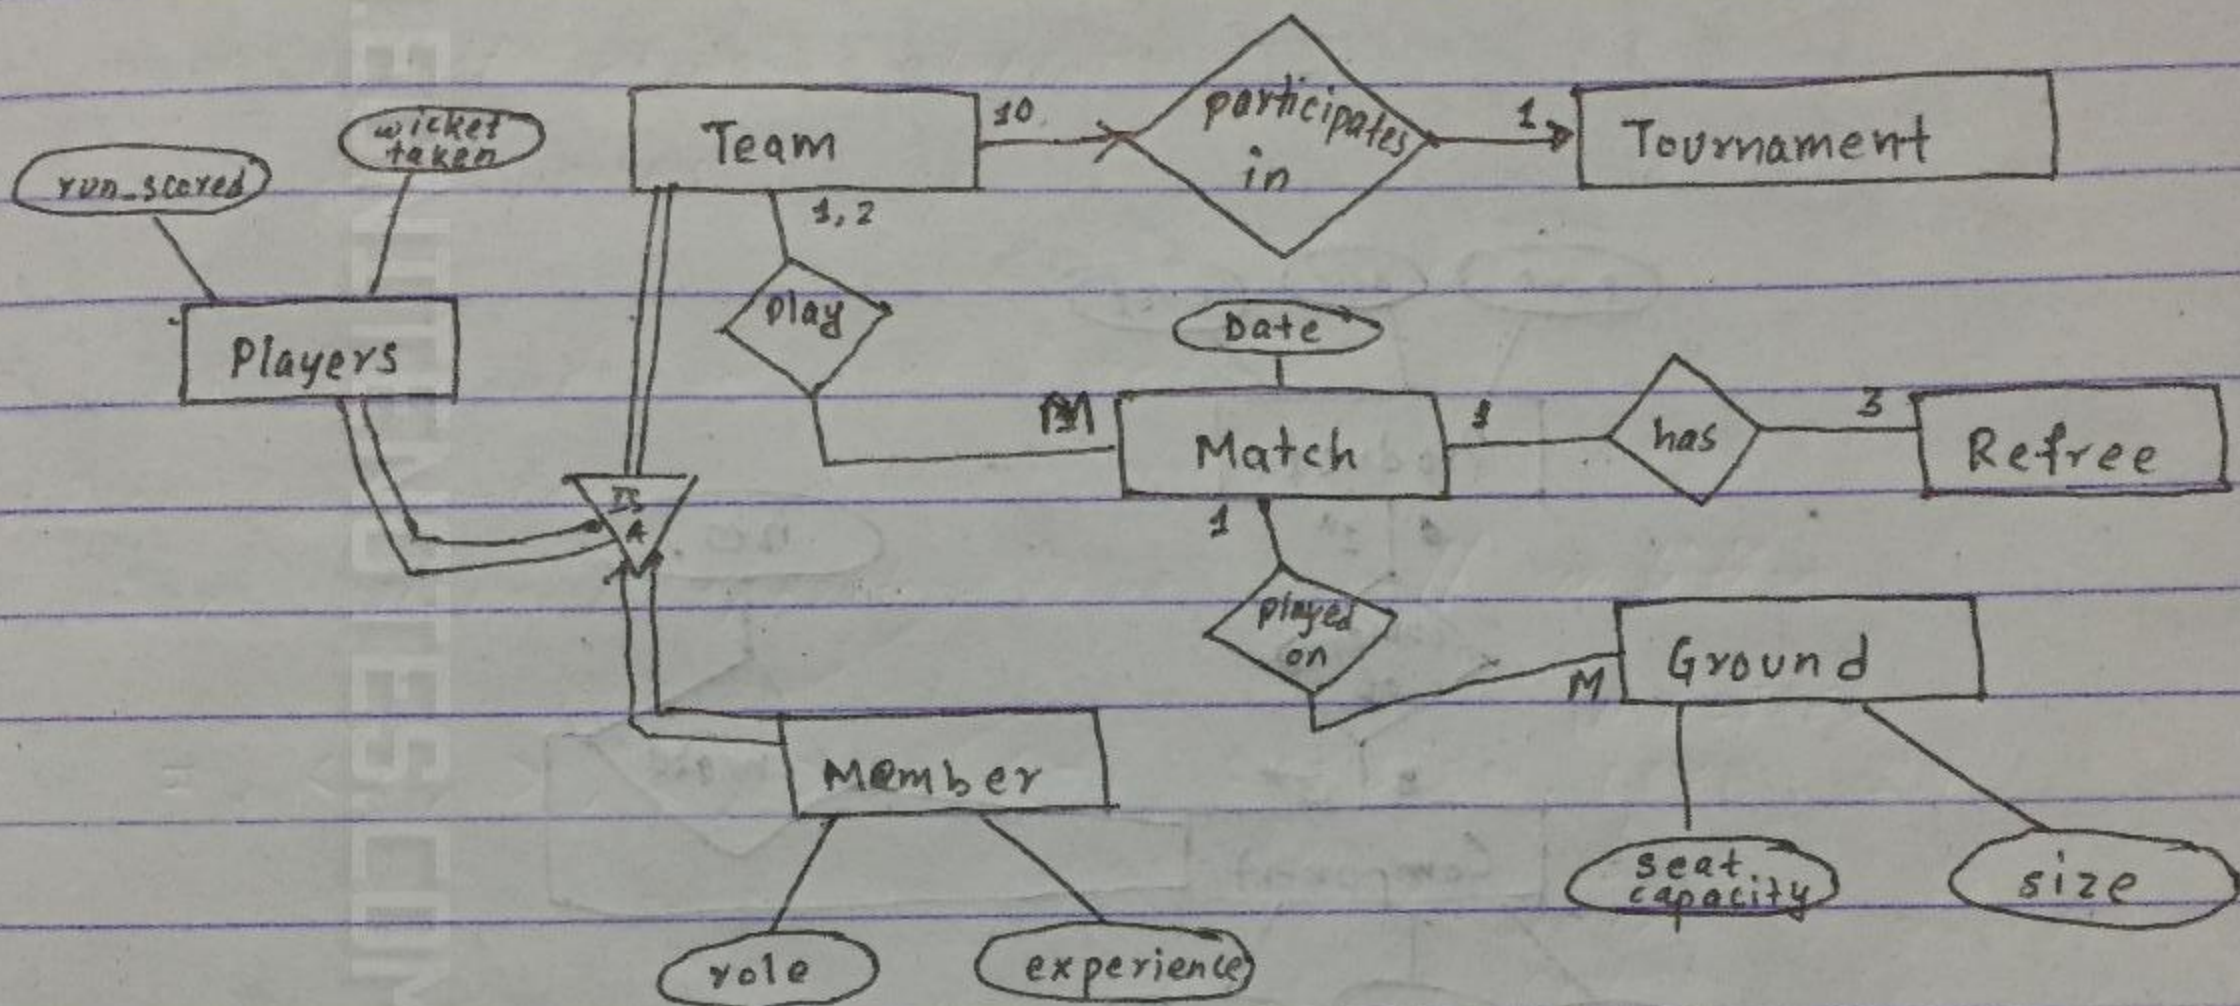 Team
10
participates
in
1
Tournament
run_scored
wicket
taken
1,2
play
Players
Date
M
Match
1
has
3
Refree
IS
A
1
played
on
M
Ground
Member
seat
capacity
size
role
experience